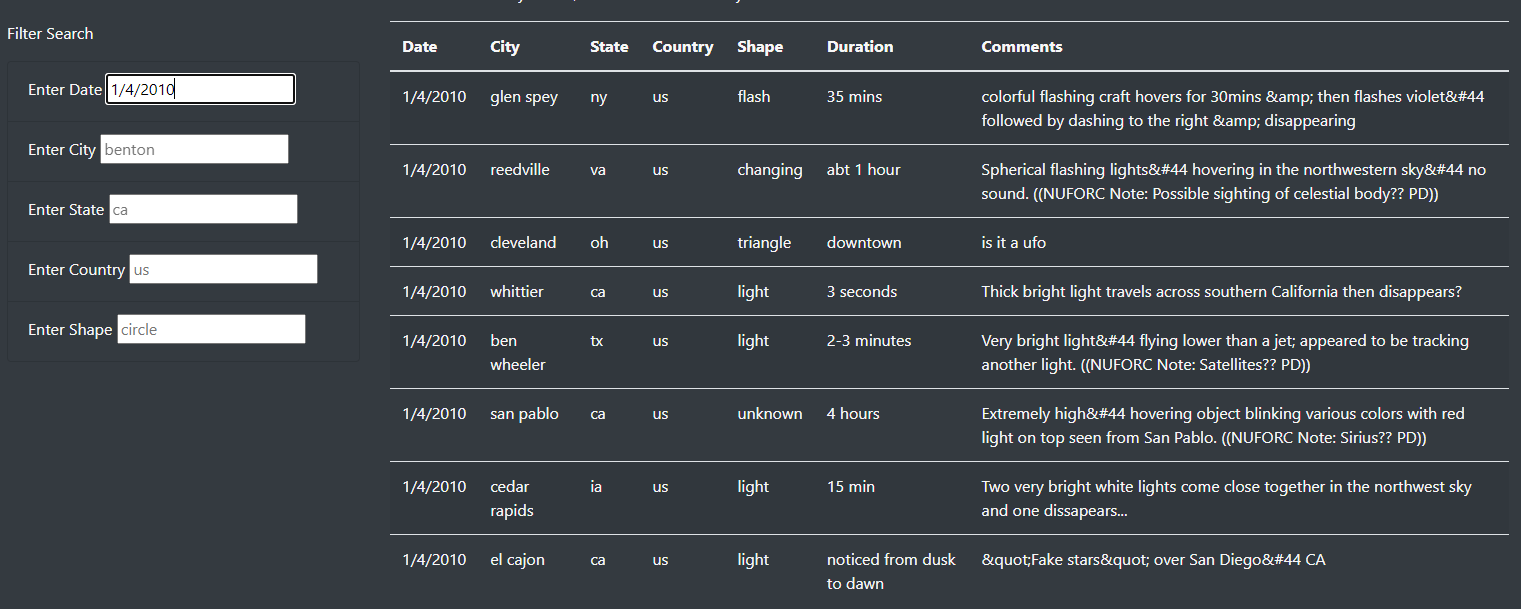 Filter Search
Enter Date 1/4/2010
Enter City benton
Enter State ca
Enter Country us
Enter Shape circle
Date City State Country Shape Duration Comments
1/4/2010 glen spey ny us flash 35 mins colorful flashing craft hovers for 30mins &amp; then flashes violet&#44
followed by dashing to the right &amp; disappearing
1/4/2010 reedville va us changing abt 1 hour Spherical flashing lights&#44 hovering in the northwestern sky&#44 no
sound. ((NUFORC Note: Possible sighting of celestial body?? PD))
1/4/2010 cleveland oh us triangle downtown is it a ufo
1/4/2010 whittier ca us light 3 seconds Thick bright light travels across southern California then disappears?
1/4/2010 ben tx us light 2-3 minutes Very bright light&#44 flying lower than a jet; appeared to be tracking
wheeler another light. ((NUFORC Note: Satellites?? PD))
1/4/2010 san pablo ca us unknown 4 hours Extremely high&#44 hovering object blinking various colors with red
light on top seen from San Pablo. ((NUFORC Note: Sirius?? PD))
1/4/2010 cedar ia us light 15 min Two very bright white lights come close together in the northwest sky
rapids and one dissapears...
1/4/2010 el cajon ca us light noticed from dusk &quot;Fake stars&quot; over San Diego&#44 CA
to dawn